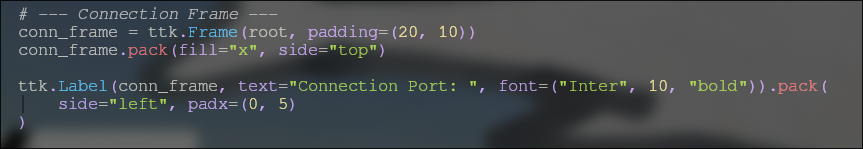 # --- Connection Frame ---
conn_frame = ttk.Frame(root, padding=(20, 10))
conn_frame.pack(fill="x", side="top")
ttk.Label(conn_frame, text="Connection Port: ", font=("Inter", 10, "bold")).pack(
    side="left", padx=(0, 5)
)